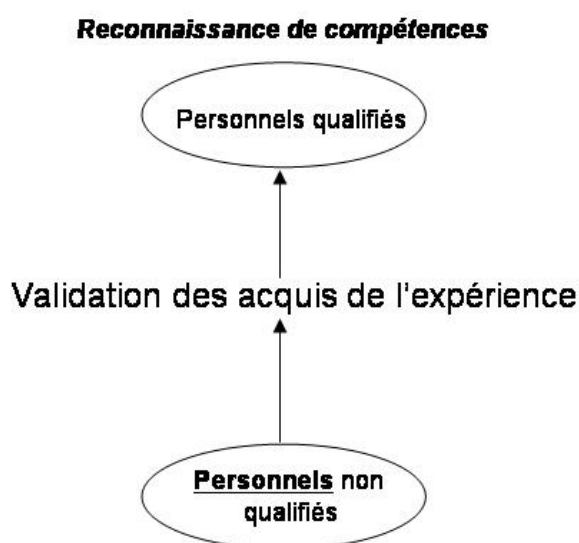 Reconnaissance de compétences
Personnels qualifiés
Validation des acquis de l'expérience
Personnels non
qualifiés